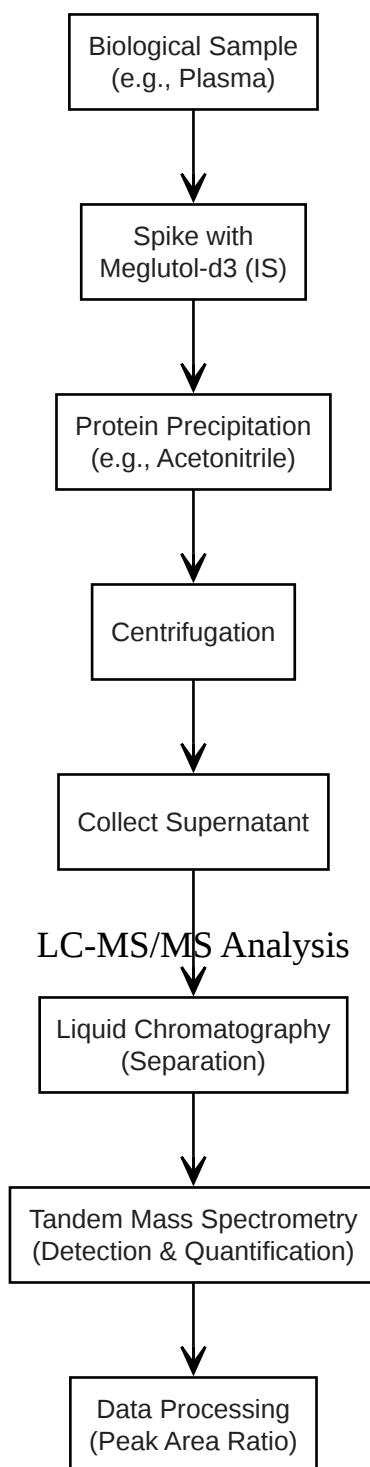 Biological Sample
(e.g., Plasma)
Spike with
Meglutol-d3 (IS)
Protein Precipitation
(e.g., Acetonitrile)
Centrifugation
Collect Supernatant
LC-MS/MS Analysis
Liquid Chromatography
(Separation)
Tandem Mass Spectrometry
(Detection & Quantification)
Data Processing
(Peak Area Ratio)